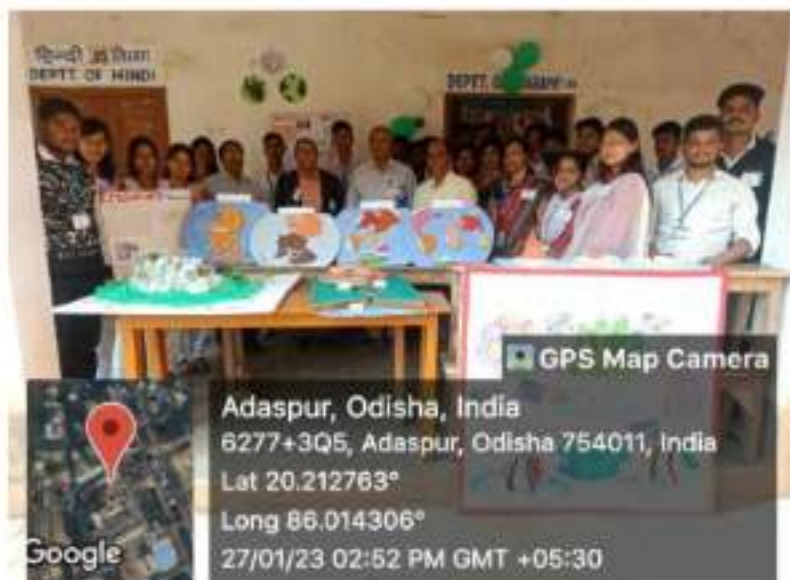 हिन्दी विभाग
DEPTT. OF HINDI
DEPTT. OF
GPS Map Camera
Adaspur, Odisha, India
6277+3Q5, Adaspur, Odisha 754011, India
Lat 20.212763°
Long 86.014306°
27/01/23 02:52 PM GMT +05:30
Google